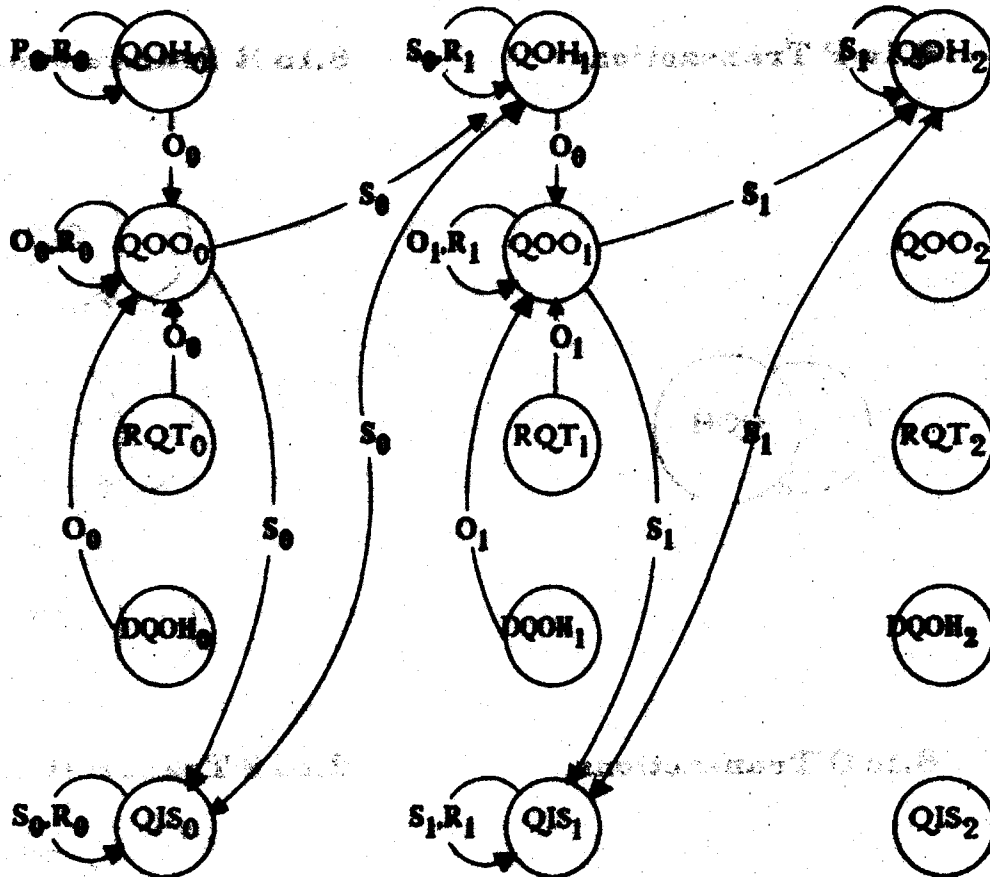 P0,R0 QOH0 S0,R1 QOH1 S1 QOH2
O0 O0
S0 S1
O0,R0 QOO0 O1,R1 QOO1 QOO2
O0 O1
RQT0 S0 RQT1 S1 RQT2
O0 S0 O1 S1
DQOH0 DQOH1 DQOH2
S0,R0 QIS0 S1,R1 QIS1 QIS2